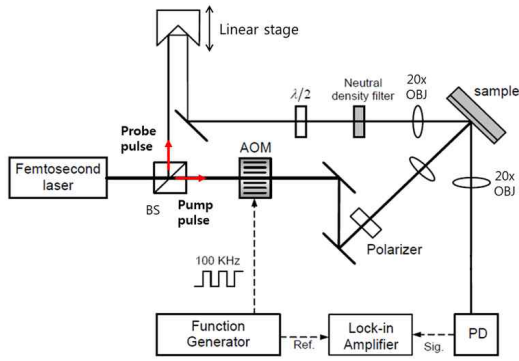 Linear stage
λ/2
Neutral
density filter
20x
OBJ
sample
Probe
pulse
AOM
Femtosecond
laser
BS
Pump
pulse
20x
OBJ
Polarizer
100 KHz
Function
Generator
Ref.
Lock-in
Amplifier
Sig.
PD